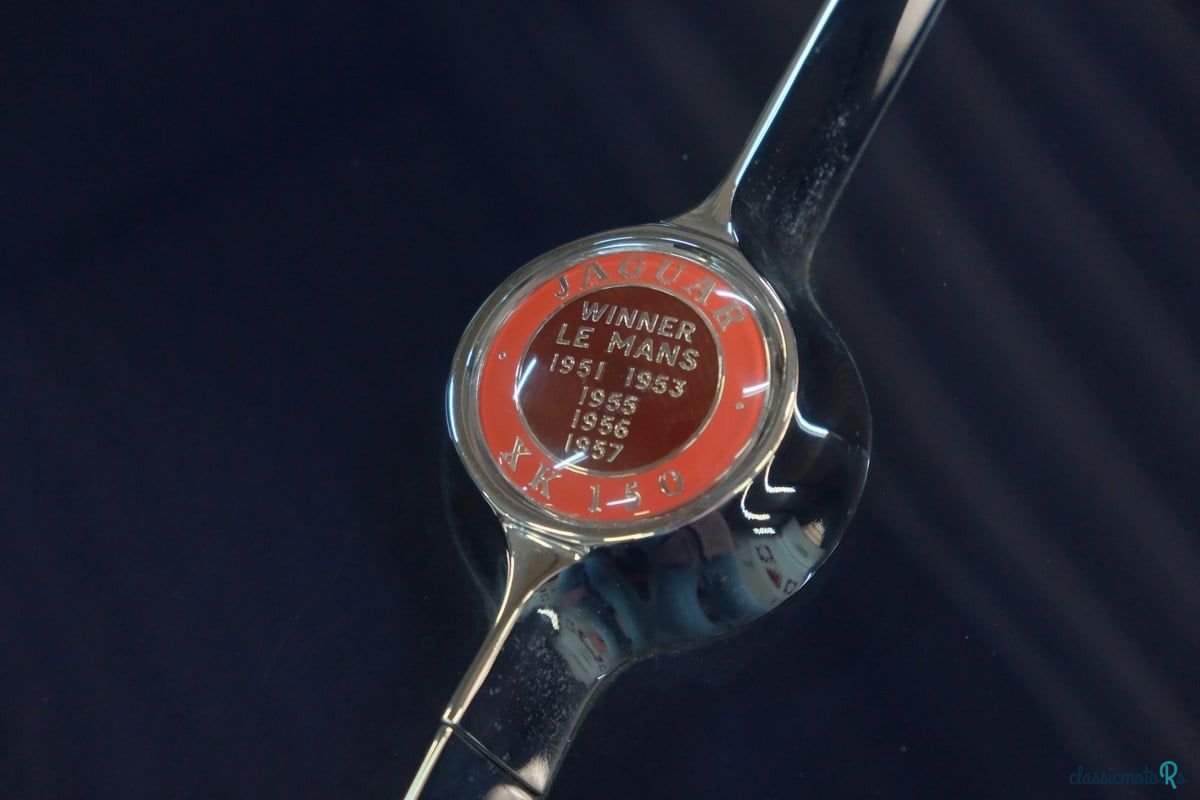 JAGUAR
WINNER
LE MANS
1951 1953
1955
1956
1957
XK 150
classicmotoRs